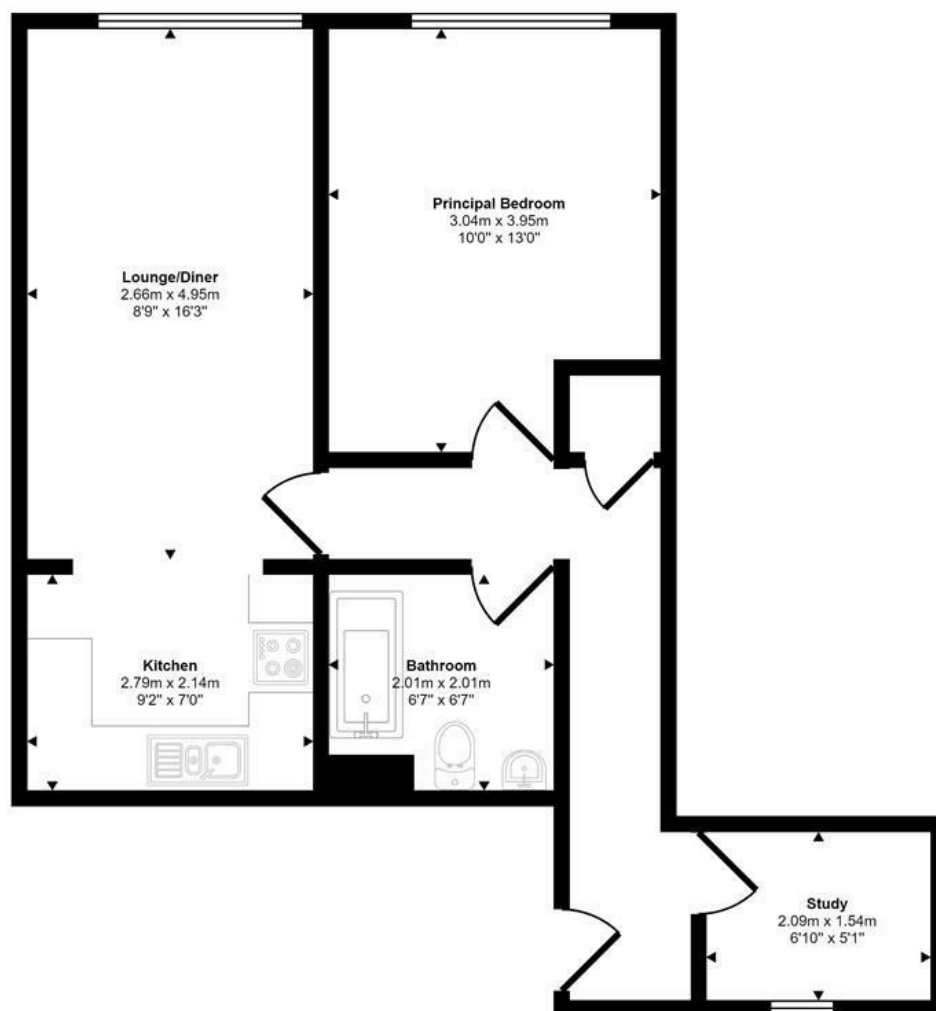 Principal Bedroom
3.04m x 3.95m
10'0" x 13'0"
Lounge/Diner
2.66m x 4.95m
8'9" x 16'3"
Kitchen
2.79m x 2.14m
9'2" x 7'0"
Bathroom
2.01m x 2.01m
6'7" x 6'7"
Study
2.09m x 1.54m
6'10" x 5'1"